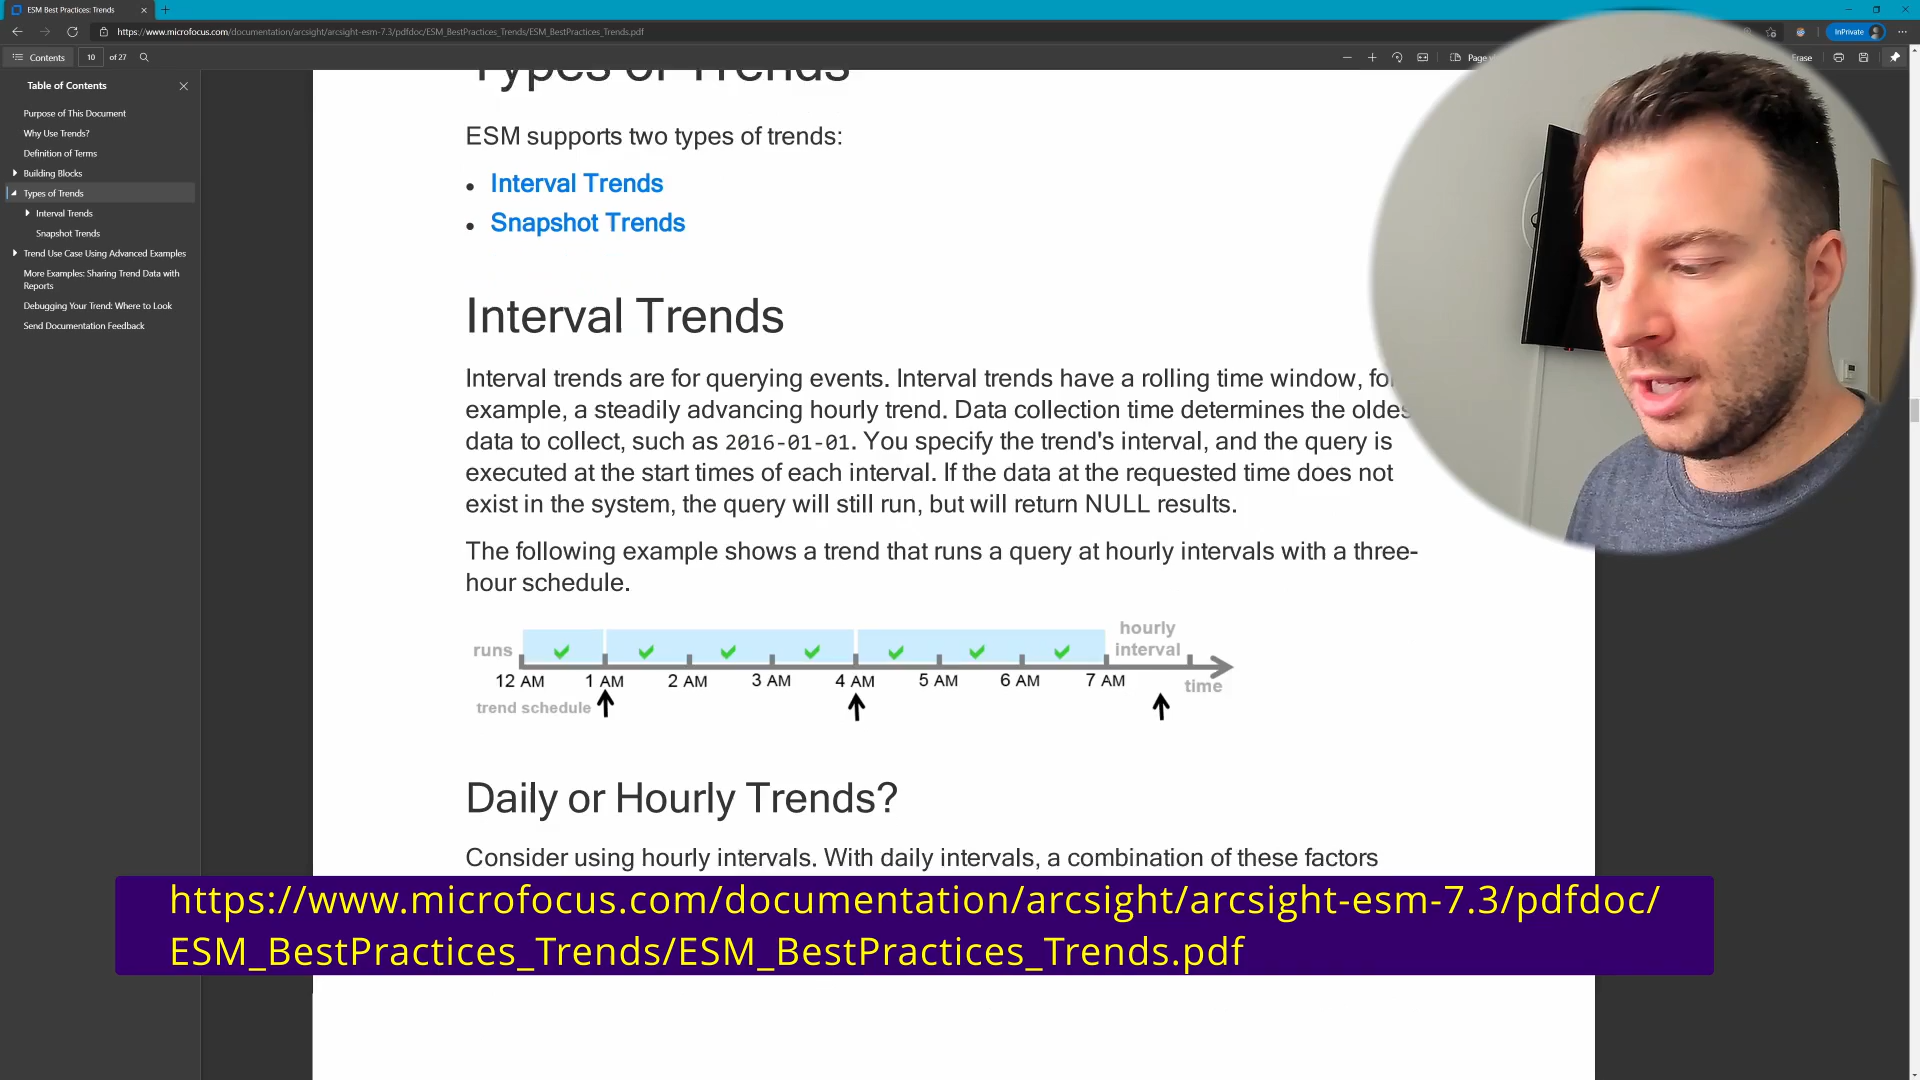 ESM Best Practices: Trends
https://www.microfocus.com/documentation/arcsight/arcsight-esm-7.3/pdfdoc/ESM_BestPractices_Trends/ESM_BestPractices_Trends.pdf
InPrivate
Contents
10
of 27
Page
Erase
Table of Contents
Purpose of This Document
Why Use Trends?
Definition of Terms
Building Blocks
Types of Trends
Interval Trends
Snapshot Trends
Trend Use Case Using Advanced Examples
More Examples: Sharing Trend Data with
Reports
Debugging Your Trend: Where to Look
Send Documentation Feedback
Types of Trends
ESM supports two types of trends:
• Interval Trends
• Snapshot Trends
Interval Trends
Interval trends are for querying events. Interval trends have a rolling time window, fo
example, a steadily advancing hourly trend. Data collection time determines the oldes
data to collect, such as 2016-01-01. You specify the trend's interval, and the query is
executed at the start times of each interval. If the data at the requested time does not
exist in the system, the query will still run, but will return NULL results.
The following example shows a trend that runs a query at hourly intervals with a three-
hour schedule.
hourly
interval
runs
12 AM 1 AM 2 AM 3 AM 4 AM 5 AM 6 AM 7 AM
time
trend schedule
Daily or Hourly Trends?
Consider using hourly intervals. With daily intervals, a combination of these factors
https://www.microfocus.com/documentation/arcsight/arcsight-esm-7.3/pdfdoc/
ESM_BestPractices_Trends/ESM_BestPractices_Trends.pdf